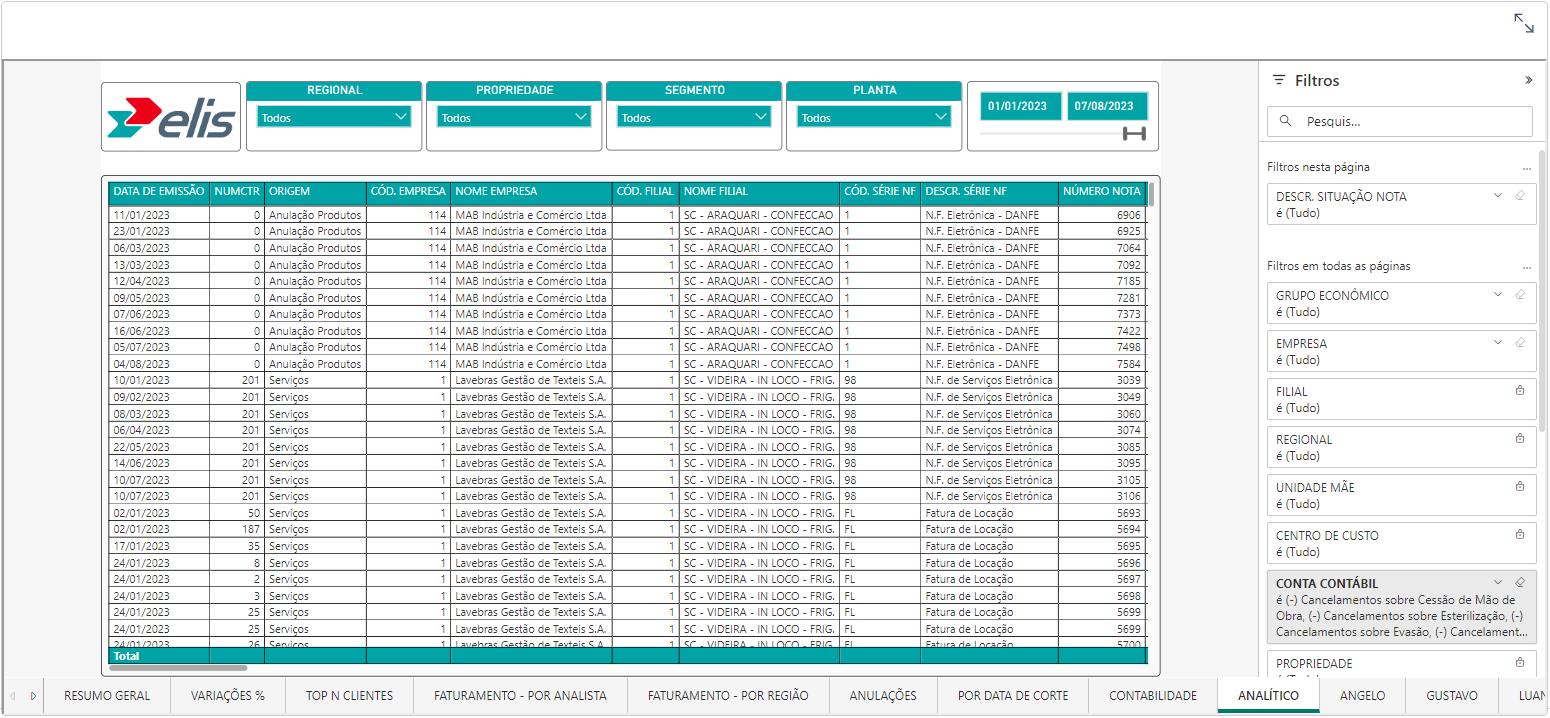 elis
REGIONAL PROPRIEDADE SEGMENTO PLANTA
Todos Todos Todos Todos
01/01/2023 07/08/2023
DATA DE EMISSÃO NUMCTR ORIGEM CÓD. EMPRESA NOME EMPRESA CÓD. FILIAL NOME FILIAL CÓD. SÉRIE NF DESCR. SÉRIE NF NÚMERO NOTA
11/01/2023 0 Anulação Produtos 114 MAB Indústria e Comércio Ltda 1 SC - ARAQUARI - CONFECCAO 1 N.F. Eletrônica - DANFE 6906
23/01/2023 0 Anulação Produtos 114 MAB Indústria e Comércio Ltda 1 SC - ARAQUARI - CONFECCAO 1 N.F. Eletrônica - DANFE 6925
06/03/2023 0 Anulação Produtos 114 MAB Indústria e Comércio Ltda 1 SC - ARAQUARI - CONFECCAO 1 N.F. Eletrônica - DANFE 7064
13/03/2023 0 Anulação Produtos 114 MAB Indústria e Comércio Ltda 1 SC - ARAQUARI - CONFECCAO 1 N.F. Eletrônica - DANFE 7092
12/04/2023 0 Anulação Produtos 114 MAB Indústria e Comércio Ltda 1 SC - ARAQUARI - CONFECCAO 1 N.F. Eletrônica - DANFE 7185
09/05/2023 0 Anulação Produtos 114 MAB Indústria e Comércio Ltda 1 SC - ARAQUARI - CONFECCAO 1 N.F. Eletrônica - DANFE 7281
07/06/2023 0 Anulação Produtos 114 MAB Indústria e Comércio Ltda 1 SC - ARAQUARI - CONFECCAO 1 N.F. Eletrônica - DANFE 7373
16/06/2023 0 Anulação Produtos 114 MAB Indústria e Comércio Ltda 1 SC - ARAQUARI - CONFECCAO 1 N.F. Eletrônica - DANFE 7422
05/07/2023 0 Anulação Produtos 114 MAB Indústria e Comércio Ltda 1 SC - ARAQUARI - CONFECCAO 1 N.F. Eletrônica - DANFE 7498
04/08/2023 0 Anulação Produtos 114 MAB Indústria e Comércio Ltda 1 SC - ARAQUARI - CONFECCAO 1 N.F. Eletrônica - DANFE 7584
10/01/2023 201 Serviços 1 Lavebras Gestão de Texteis S.A. 1 SC - VIDEIRA - IN LOCO - FRIG. 98 N.F. de Serviços Eletrônica 3039
09/02/2023 201 Serviços 1 Lavebras Gestão de Texteis S.A. 1 SC - VIDEIRA - IN LOCO - FRIG. 98 N.F. de Serviços Eletrônica 3049
08/03/2023 201 Serviços 1 Lavebras Gestão de Texteis S.A. 1 SC - VIDEIRA - IN LOCO - FRIG. 98 N.F. de Serviços Eletrônica 3060
06/04/2023 201 Serviços 1 Lavebras Gestão de Texteis S.A. 1 SC - VIDEIRA - IN LOCO - FRIG. 98 N.F. de Serviços Eletrônica 3074
22/05/2023 201 Serviços 1 Lavebras Gestão de Texteis S.A. 1 SC - VIDEIRA - IN LOCO - FRIG. 98 N.F. de Serviços Eletrônica 3085
14/06/2023 201 Serviços 1 Lavebras Gestão de Texteis S.A. 1 SC - VIDEIRA - IN LOCO - FRIG. 98 N.F. de Serviços Eletrônica 3095
10/07/2023 201 Serviços 1 Lavebras Gestão de Texteis S.A. 1 SC - VIDEIRA - IN LOCO - FRIG. 98 N.F. de Serviços Eletrônica 3105
10/07/2023 201 Serviços 1 Lavebras Gestão de Texteis S.A. 1 SC - VIDEIRA - IN LOCO - FRIG. 98 N.F. de Serviços Eletrônica 3106
02/01/2023 50 Serviços 1 Lavebras Gestão de Texteis S.A. 1 SC - VIDEIRA - IN LOCO - FRIG. FL Fatura de Locação 5693
02/01/2023 187 Serviços 1 Lavebras Gestão de Texteis S.A. 1 SC - VIDEIRA - IN LOCO - FRIG. FL Fatura de Locação 5694
17/01/2023 35 Serviços 1 Lavebras Gestão de Texteis S.A. 1 SC - VIDEIRA - IN LOCO - FRIG. FL Fatura de Locação 5695
24/01/2023 8 Serviços 1 Lavebras Gestão de Texteis S.A. 1 SC - VIDEIRA - IN LOCO - FRIG. FL Fatura de Locação 5696
24/01/2023 2 Serviços 1 Lavebras Gestão de Texteis S.A. 1 SC - VIDEIRA - IN LOCO - FRIG. FL Fatura de Locação 5697
24/01/2023 3 Serviços 1 Lavebras Gestão de Texteis S.A. 1 SC - VIDEIRA - IN LOCO - FRIG. FL Fatura de Locação 5698
24/01/2023 25 Serviços 1 Lavebras Gestão de Texteis S.A. 1 SC - VIDEIRA - IN LOCO - FRIG. FL Fatura de Locação 5699
24/01/2023 25 Serviços 1 Lavebras Gestão de Texteis S.A. 1 SC - VIDEIRA - IN LOCO - FRIG. FL Fatura de Locação 5699
24/01/2023 26 Serviços 1 Lavebras Gestão de Texteis S.A. 1 SC - VIDEIRA - IN LOCO - FRIG. FL Fatura de Locação 5700
Total
Filtros
Pesquis...
Filtros nesta página ...
DESCR. SITUAÇÃO NOTA
é (Tudo)
Filtros em todas as páginas ...
GRUPO ECONÔMICO
é (Tudo)
EMPRESA
é (Tudo)
FILIAL
é (Tudo)
REGIONAL
é (Tudo)
UNIDADE MÃE
é (Tudo)
CENTRO DE CUSTO
é (Tudo)
CONTA CONTÁBIL
é (-) Cancelamentos sobre Cessão de Mão de
Obra, (-) Cancelamentos sobre Esterilização, (-)
Cancelamentos sobre Evasão, (-) Cancelament...
PROPRIEDADE
RESUMO GERAL VARIAÇÕES % TOP N CLIENTES FATURAMENTO - POR ANALISTA FATURAMENTO - POR REGIÃO ANULAÇÕES POR DATA DE CORTE CONTABILIDADE ANALÍTICO ANGELO GUSTAVO LUAN